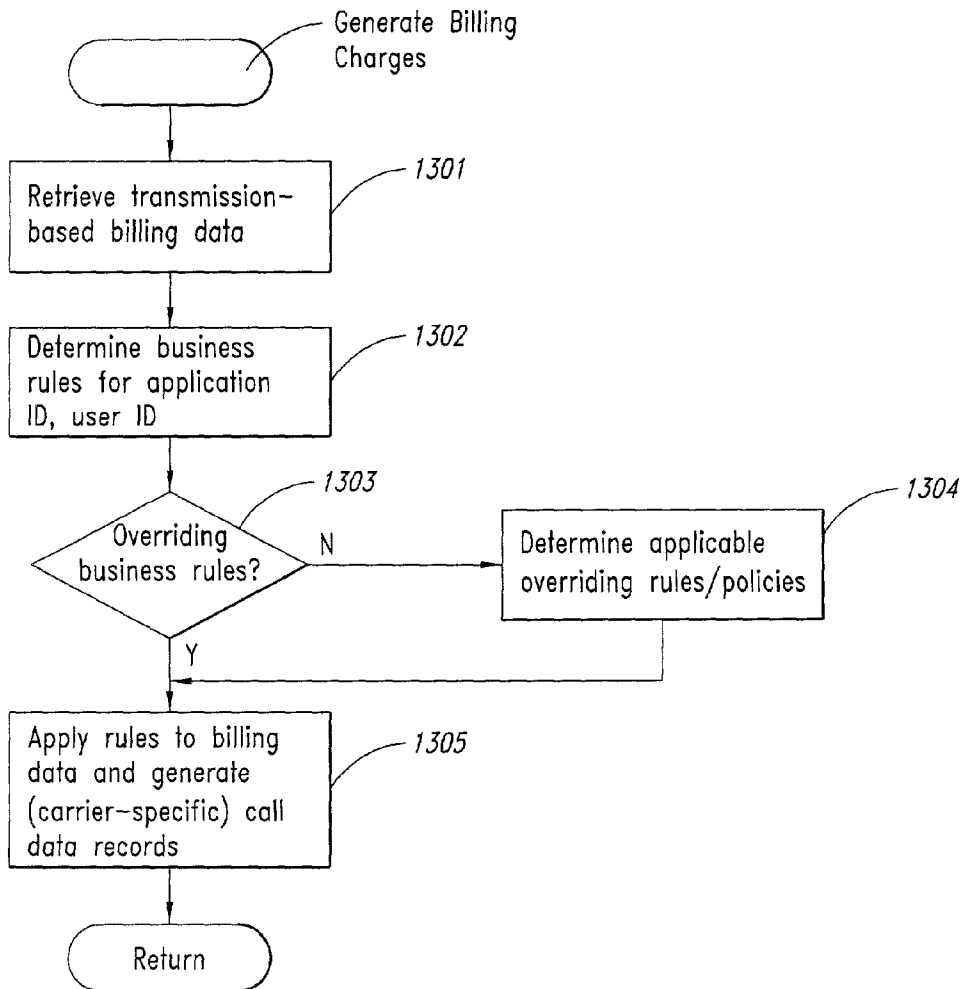 Generate Billing
Charges
1301
Retrieve transmission-
based billing data
1302
Determine business
rules for application
ID, user ID
1303
Overriding
business rules?
N
1304
Determine applicable
overriding rules/policies
Y
1305
Apply rules to billing
data and generate
(carrier-specific) call
data records
Return